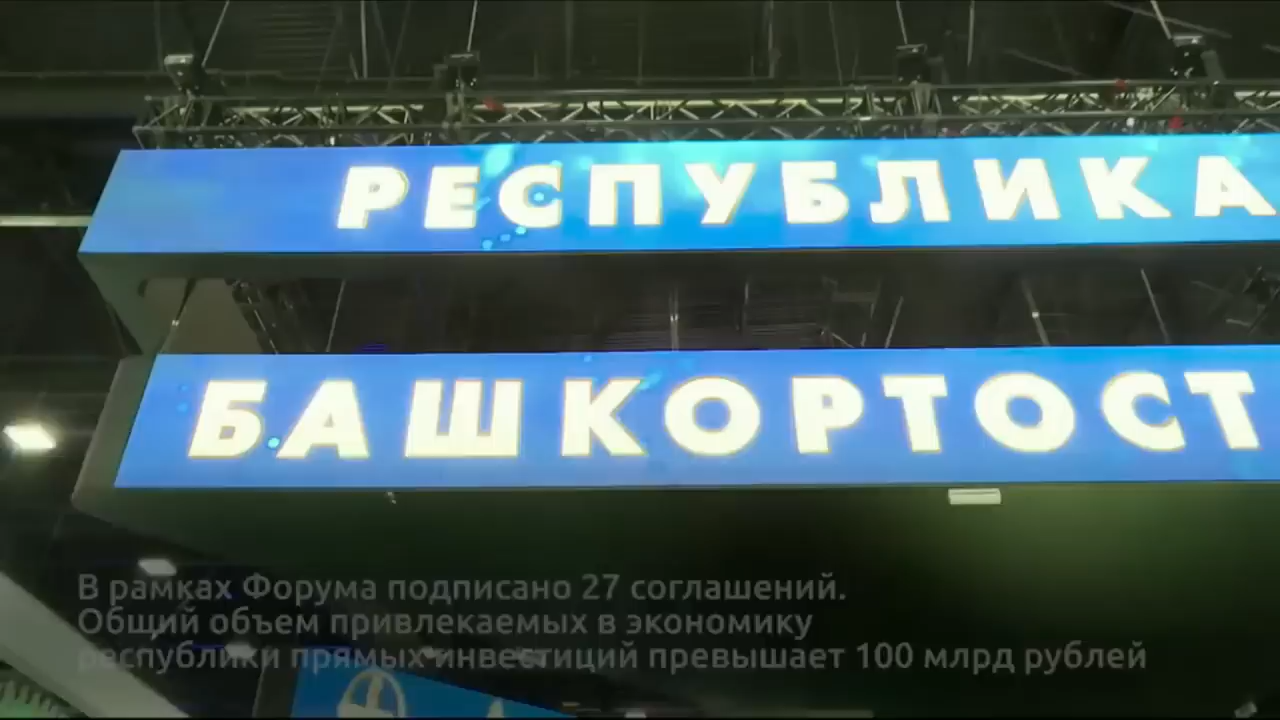 РЕСПУБЛИКА
БАШКОРТОСТ
В рамках Форума подписано 27 соглашений.
Общий объем привлекаемых в экономику
республики прямых инвестиций превышает 100 млрд рублей